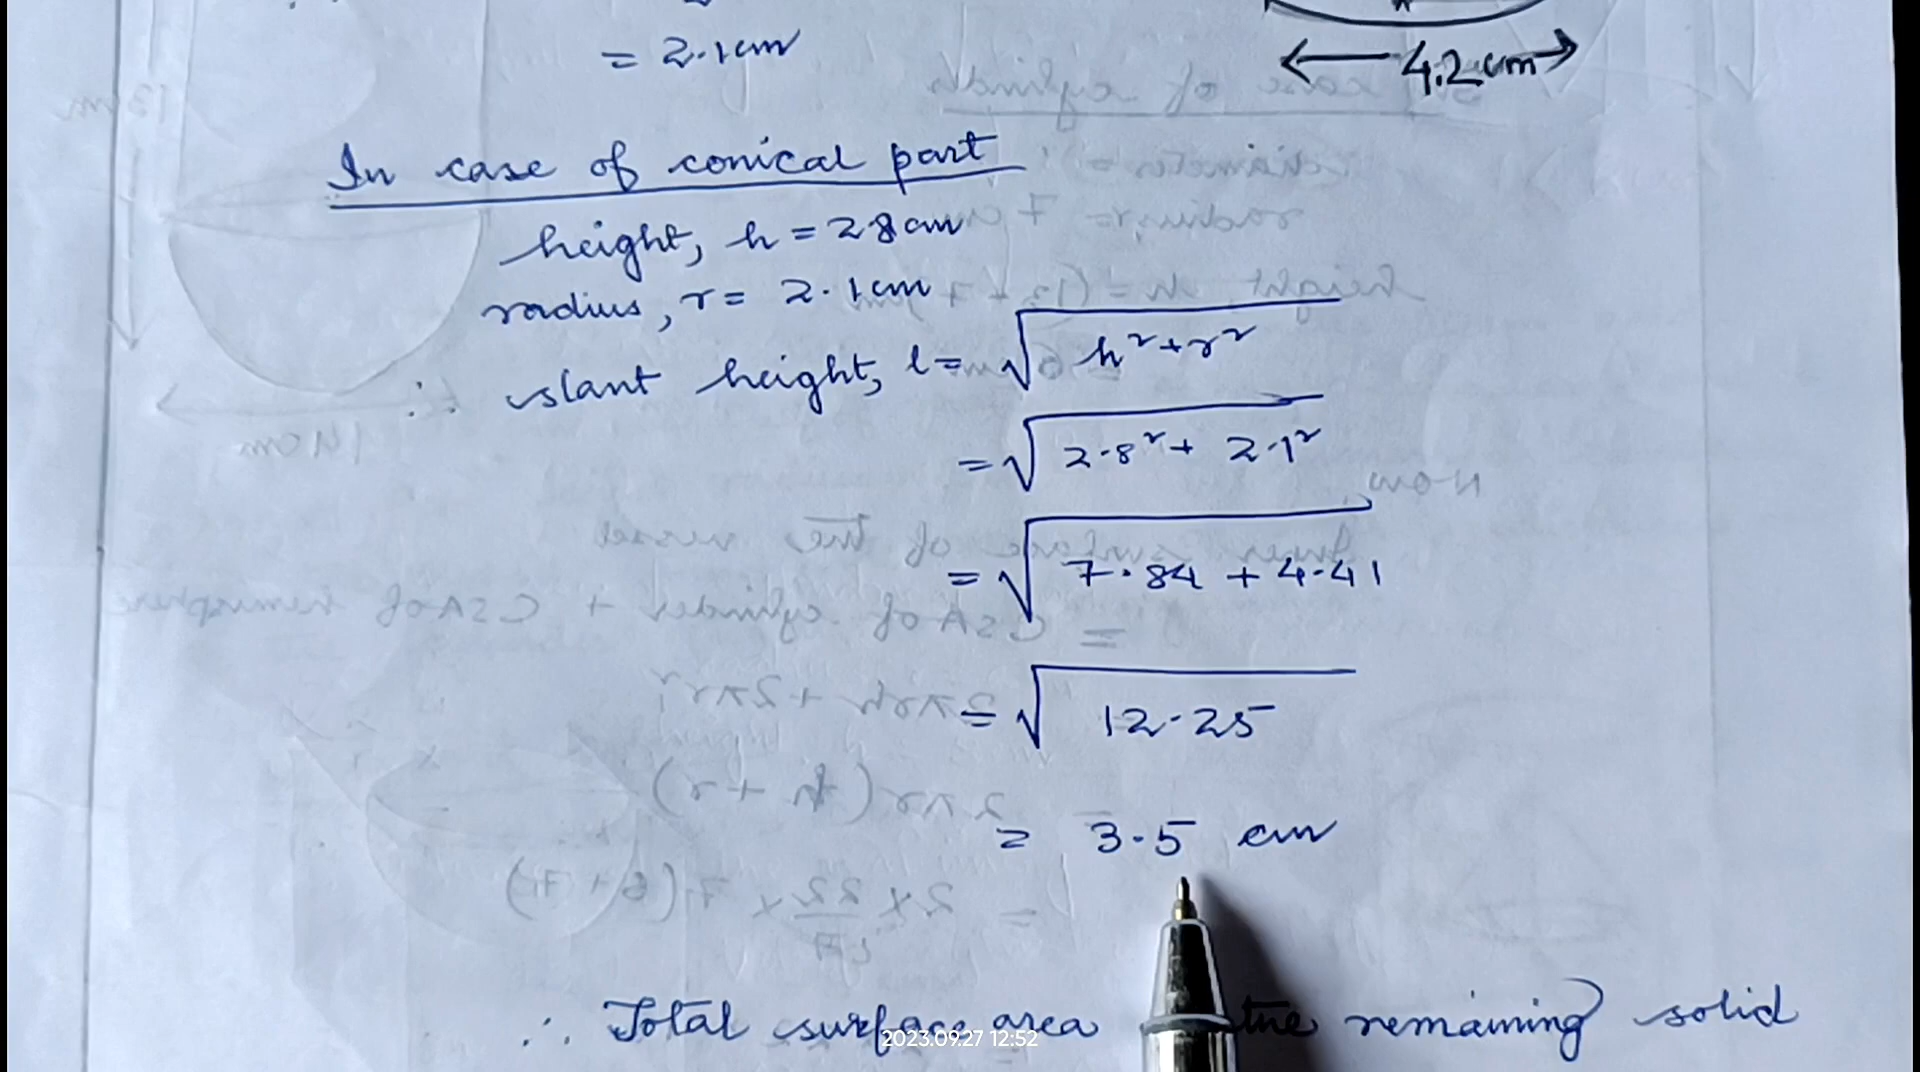 = 2.1cm
4.2cm
In case of conical part
height, h = 28cm
radius, r = 2.1cm
∴ slant height, l = √h²+r²
= √2.8² + 2.1²
= √7.84 + 4.41
= √12.25
= 3.5 cm
∴ Total surface area the remaining solid
2023.09.27 12:52